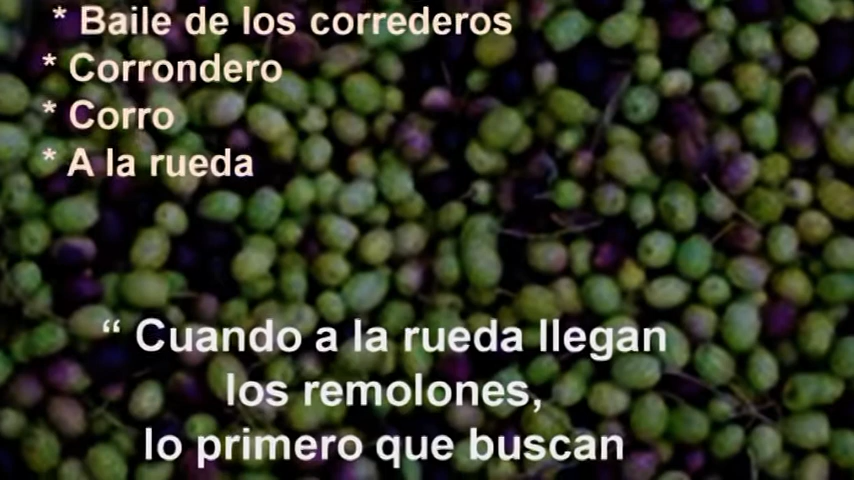 * Baile de los correderos
* Corrondero
* Corro
* A la rueda
“ Cuando a la rueda llegan
los remolones,
lo primero que buscan